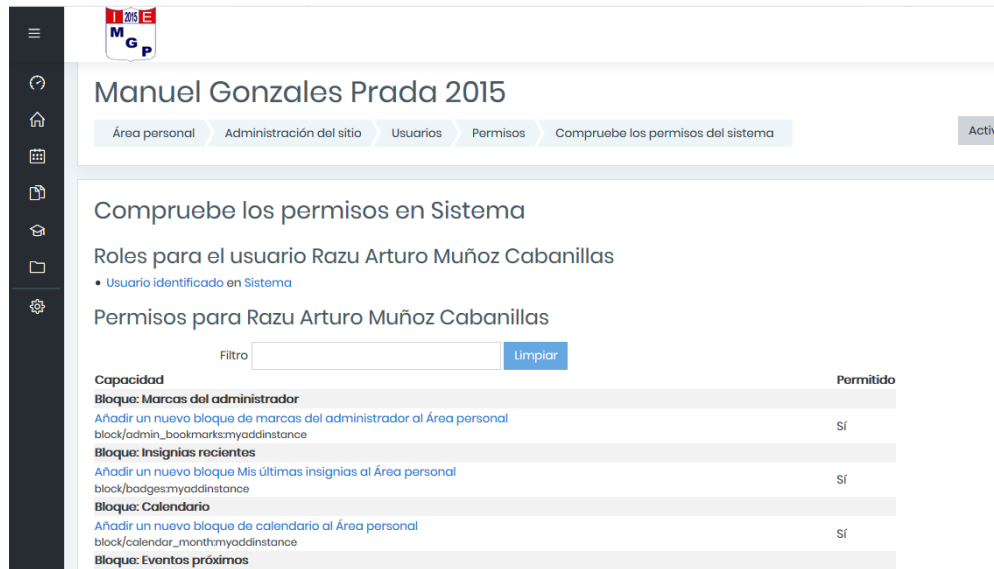 I 2015 E
M
G
P
Manuel Gonzales Prada 2015
Área personal Administración del sitio Usuarios Permisos Compruebe los permisos del sistema
Activ
Compruebe los permisos en Sistema
Roles para el usuario Razu Arturo Muñoz Cabanillas
• Usuario identificado en Sistema
Permisos para Razu Arturo Muñoz Cabanillas
Filtro Limpiar
Capacidad Permitido
Bloque: Marcas del administrador
Añadir un nuevo bloque de marcas del administrador al Área personal
block/admin_bookmarks:myaddinstance Sí
Bloque: Insignias recientes
Añadir un nuevo bloque Mis últimas insignias al Área personal
block/badges:myaddinstance Sí
Bloque: Calendario
Añadir un nuevo bloque de calendario al Área personal
block/calendar_month:myaddinstance Sí
Bloque: Eventos próximos